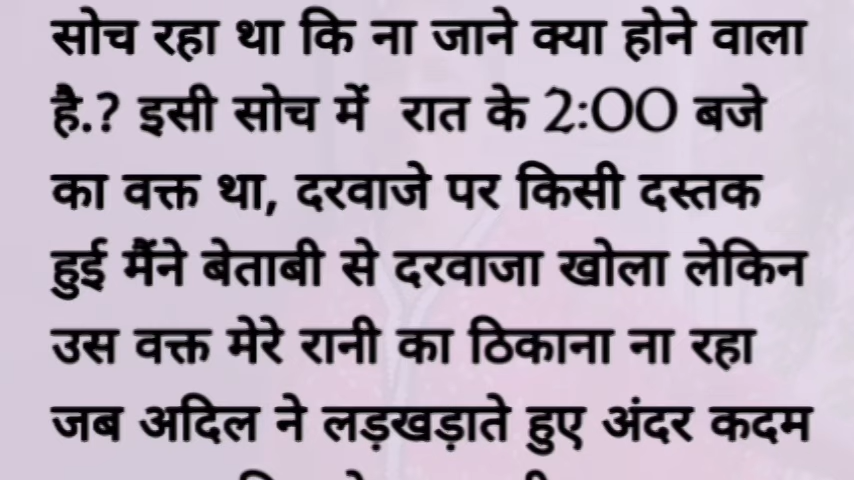 सोच रहा था कि ना जाने क्या होने वाला
है.? इसी सोच में रात के 2:00 बजे
का वक्त था, दरवाजे पर किसी दस्तक
हुई मैंने बेताबी से दरवाजा खोला लेकिन
उस वक्त मेरे रानी का ठिकाना ना रहा
जब अदिल ने लड़खड़ाते हुए अंदर कदम